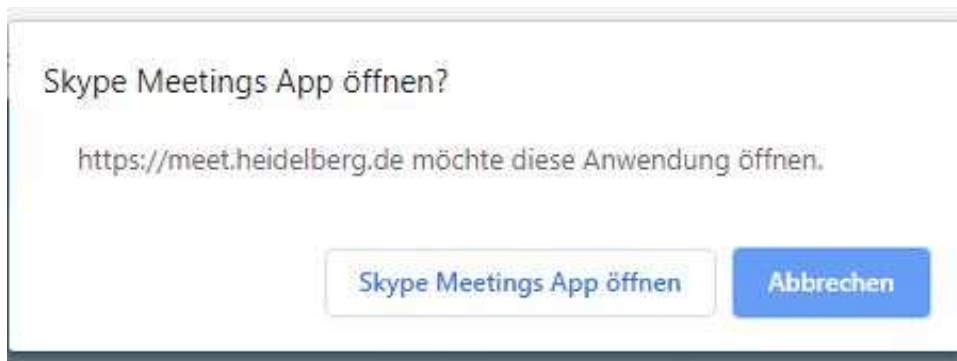 Skype Meetings App öffnen?
https://meet.heidelberg.de möchte diese Anwendung öffnen.
Skype Meetings App öffnen
Abbrechen